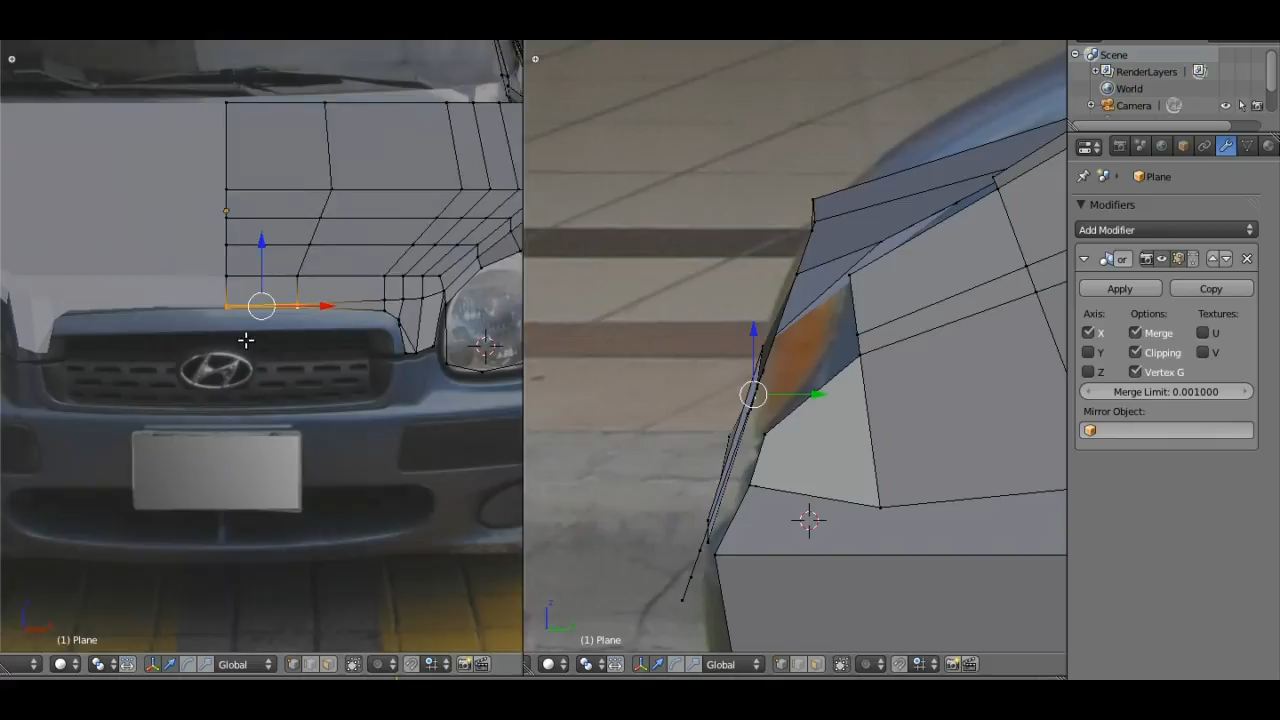 Scene
RenderLayers |
World
Camera |
Plane
Modifiers
Add Modifier
or
Apply
Copy
Axis:
Options:
Textures:
X
Merge
U
Y
Clipping
V
Z
Vertex G
Merge Limit: 0.001000
Mirror Object:
(1) Plane
(1) Plane
Global
Global